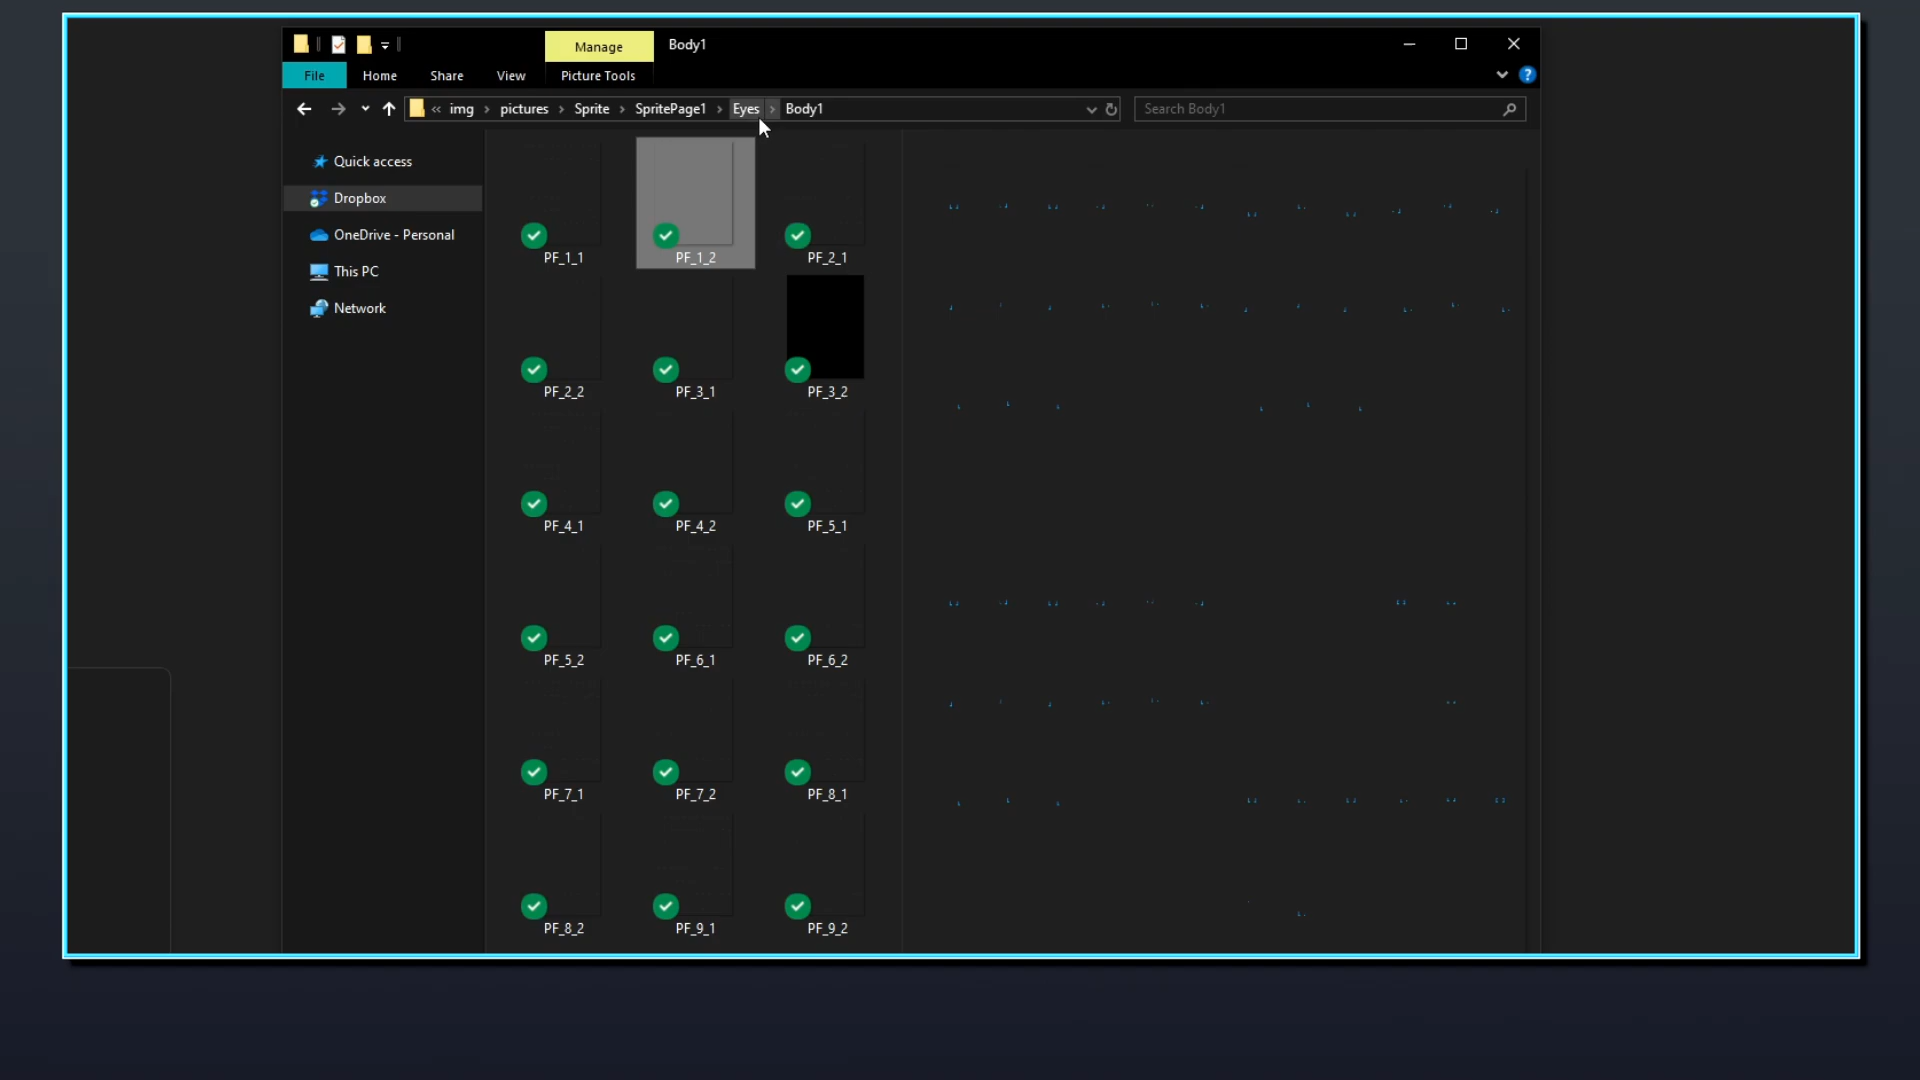 Manage
Body1
File
Home
Share
View
Picture Tools
?
« img › pictures › Sprite › SpritePage1 › Eyes › Body1
Search Body1
Quick access
Dropbox
OneDrive - Personal
This PC
Network
PF_1_1
PF_1_2
PF_2_1
PF_2_2
PF_3_1
PF_3_2
PF_4_1
PF_4_2
PF_5_1
PF_5_2
PF_6_1
PF_6_2
PF_7_1
PF_7_2
PF_8_1
PF_8_2
PF_9_1
PF_9_2